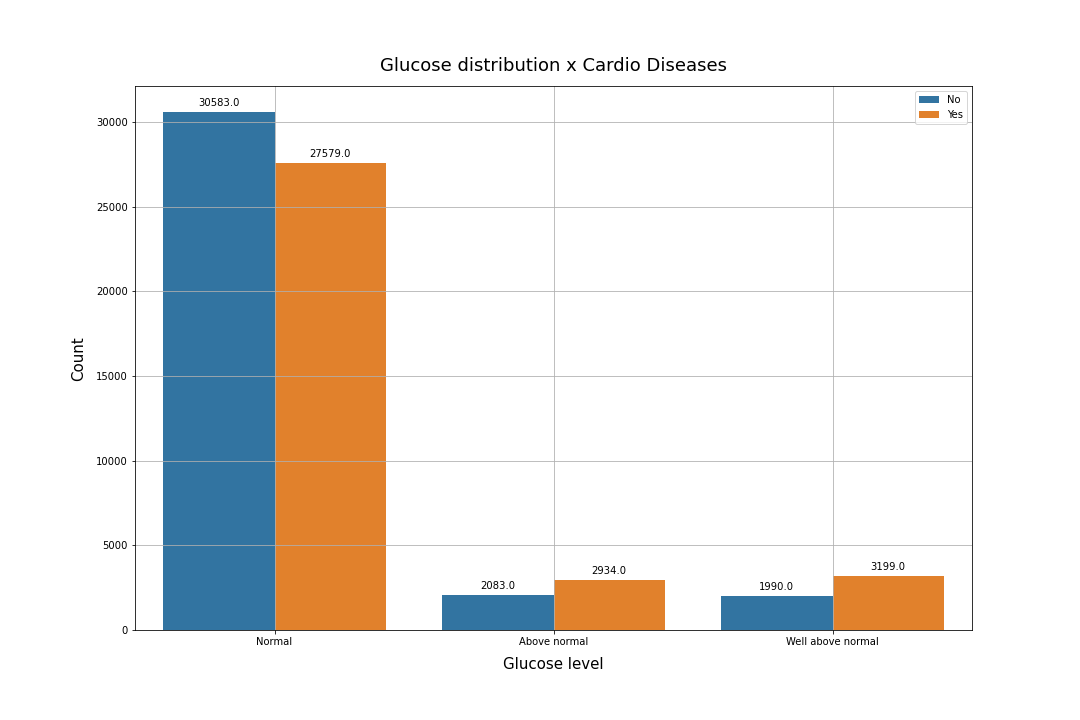 Glucose distribution x Cardio Diseases
No
Yes
30583.0
27579.0
2083.0
2934.0
1990.0
3199.0
30000
25000
20000
15000
10000
5000
0
Count
Normal
Above normal
Well above normal
Glucose level